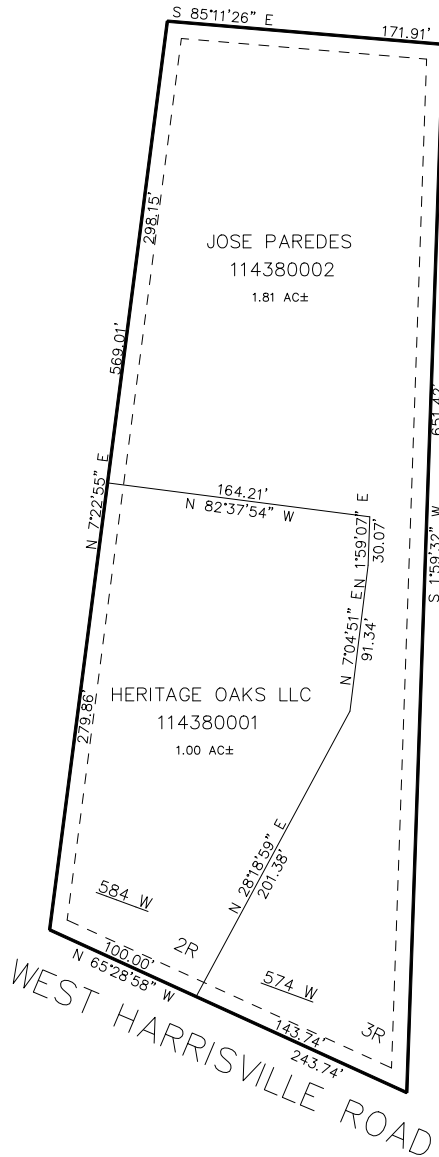 S 85°11'26" E
171.91'
298.15'
JOSE PAREDES
114380002
1.81 AC±
569.01'
651.42'
164.21'
N 82°37'54" W
N 7°22'55" E
N 1°59'07" E
30.07'
S 1°59'32" W
N 7°04'51" E
91.34'
HERITAGE OAKS LLC
114380001
1.00 AC±
279.86'
N 28°18'59" E
201.38'
584 W
2R
100.00'
N 65°28'58" W
574 W
143.74'
3R
243.74'
WEST HARRISVILLE ROAD